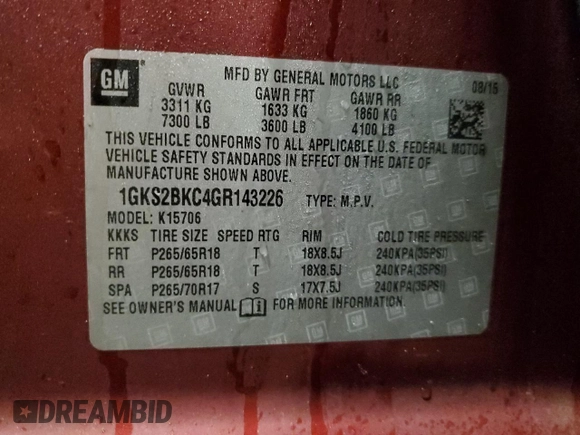 GM
MFD BY GENERAL MOTORS LLC
08/15
GVWR GAWR FRT GAWR RR
3311 KG 1633 KG 1860 KG
7300 LB 3600 LB 4100 LB
THIS VEHICLE CONFORMS TO ALL APPLICABLE U.S. FEDERAL MOTOR
VEHICLE SAFETY STANDARDS IN EFFECT ON THE DATE OF
MANUFACTURE SHOWN ABOVE.
1GKS2BKC4GR143226 TYPE: M.P.V.
MODEL: K15706
KKKS TIRE SIZE SPEED RTG RIM COLD TIRE PRESSURE
FRT P265/65R18 T 18X8.5J 240KPA(35PSI)
RR P265/65R18 T 18X8.5J 240KPA(35PSI)
SPA P265/70R17 S 17X7.5J 240KPA(35PSI)
SEE OWNER'S MANUAL FOR MORE INFORMATION
DREAMBID